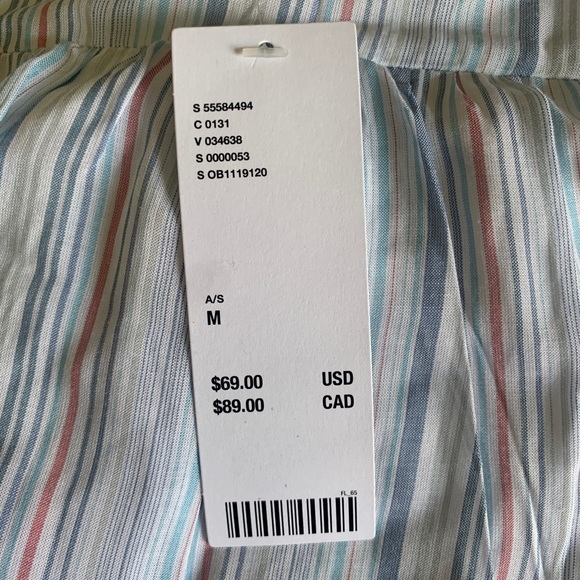 S 55584494
C 0131
V 034638
S 0000053
S OB1119120
A/S
M
$69.00 USD
$89.00 CAD
FL_65